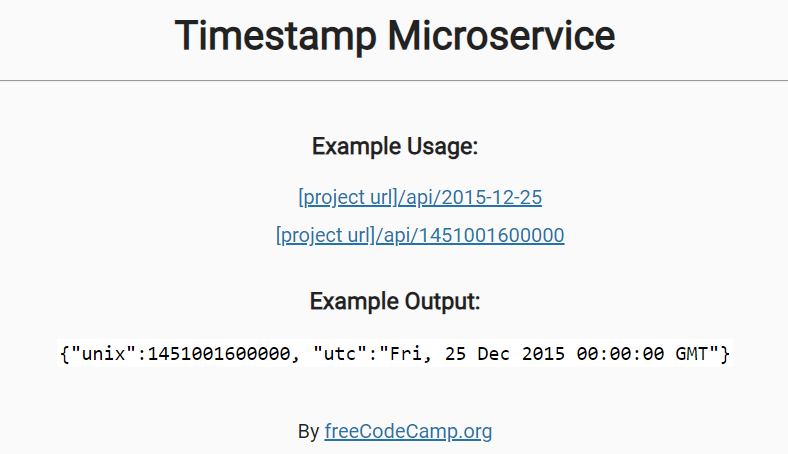 Timestamp Microservice
Example Usage:
[project url]/api/2015-12-25
[project url]/api/1451001600000
Example Output:
{"unix":1451001600000, "utc":"Fri, 25 Dec 2015 00:00:00 GMT"}
By freeCodeCamp.org